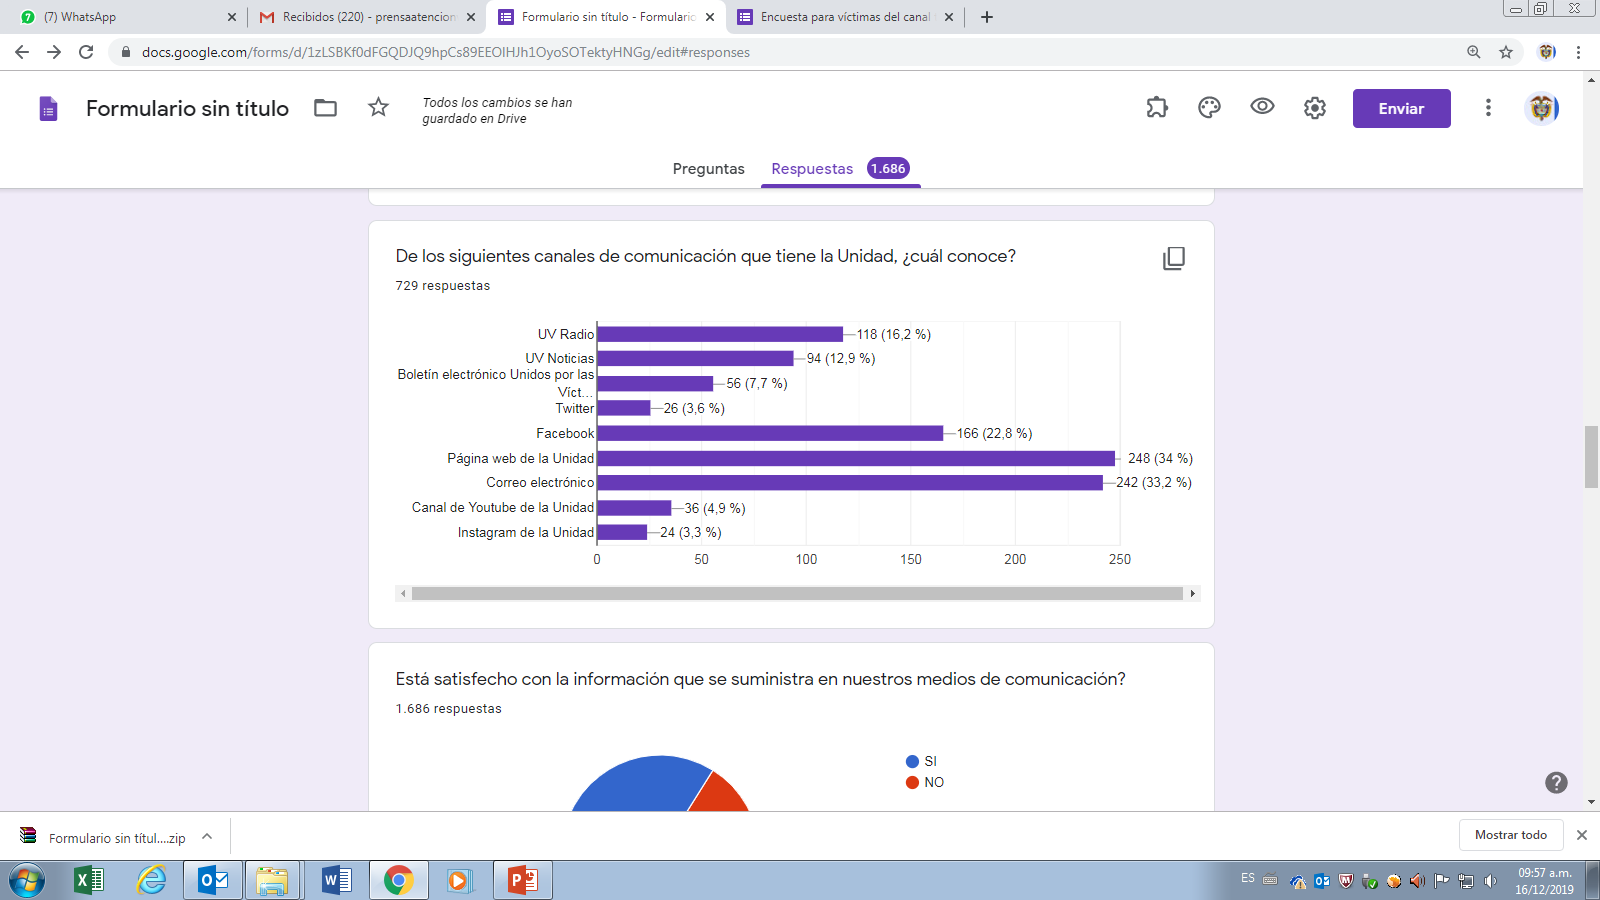 (7) WhatsApp
Recibidos (220) - prensaatencion
Formulario sin título - Formulario
Encuesta para víctimas del canal
docs.google.com/forms/d/1zLSBKf0dFGQDJQ9hpCs89EEOlHJh1OyoSOTektyHNGg/edit#responses
Formulario sin título
Todos los cambios se han
guardado en Drive
Enviar
Preguntas
Respuestas
1.686
De los siguientes canales de comunicación que tiene la Unidad, ¿cuál conoce?
729 respuestas
UV Radio
118 (16,2 %)
UV Noticias
94 (12,9 %)
Boletín electrónico Unidos por las
Víct...
56 (7,7 %)
Twitter
26 (3,6 %)
Facebook
166 (22,8 %)
Página web de la Unidad
248 (34 %)
Correo electrónico
242 (33,2 %)
Canal de Youtube de la Unidad
36 (4,9 %)
Instagram de la Unidad
24 (3,3 %)
0
50
100
150
200
250
Está satisfecho con la información que se suministra en nuestros medios de comunicación?
1.686 respuestas
SI
NO
Formulario sin títul....zip
Mostrar todo
ES
09:57 a.m.
16/12/2019